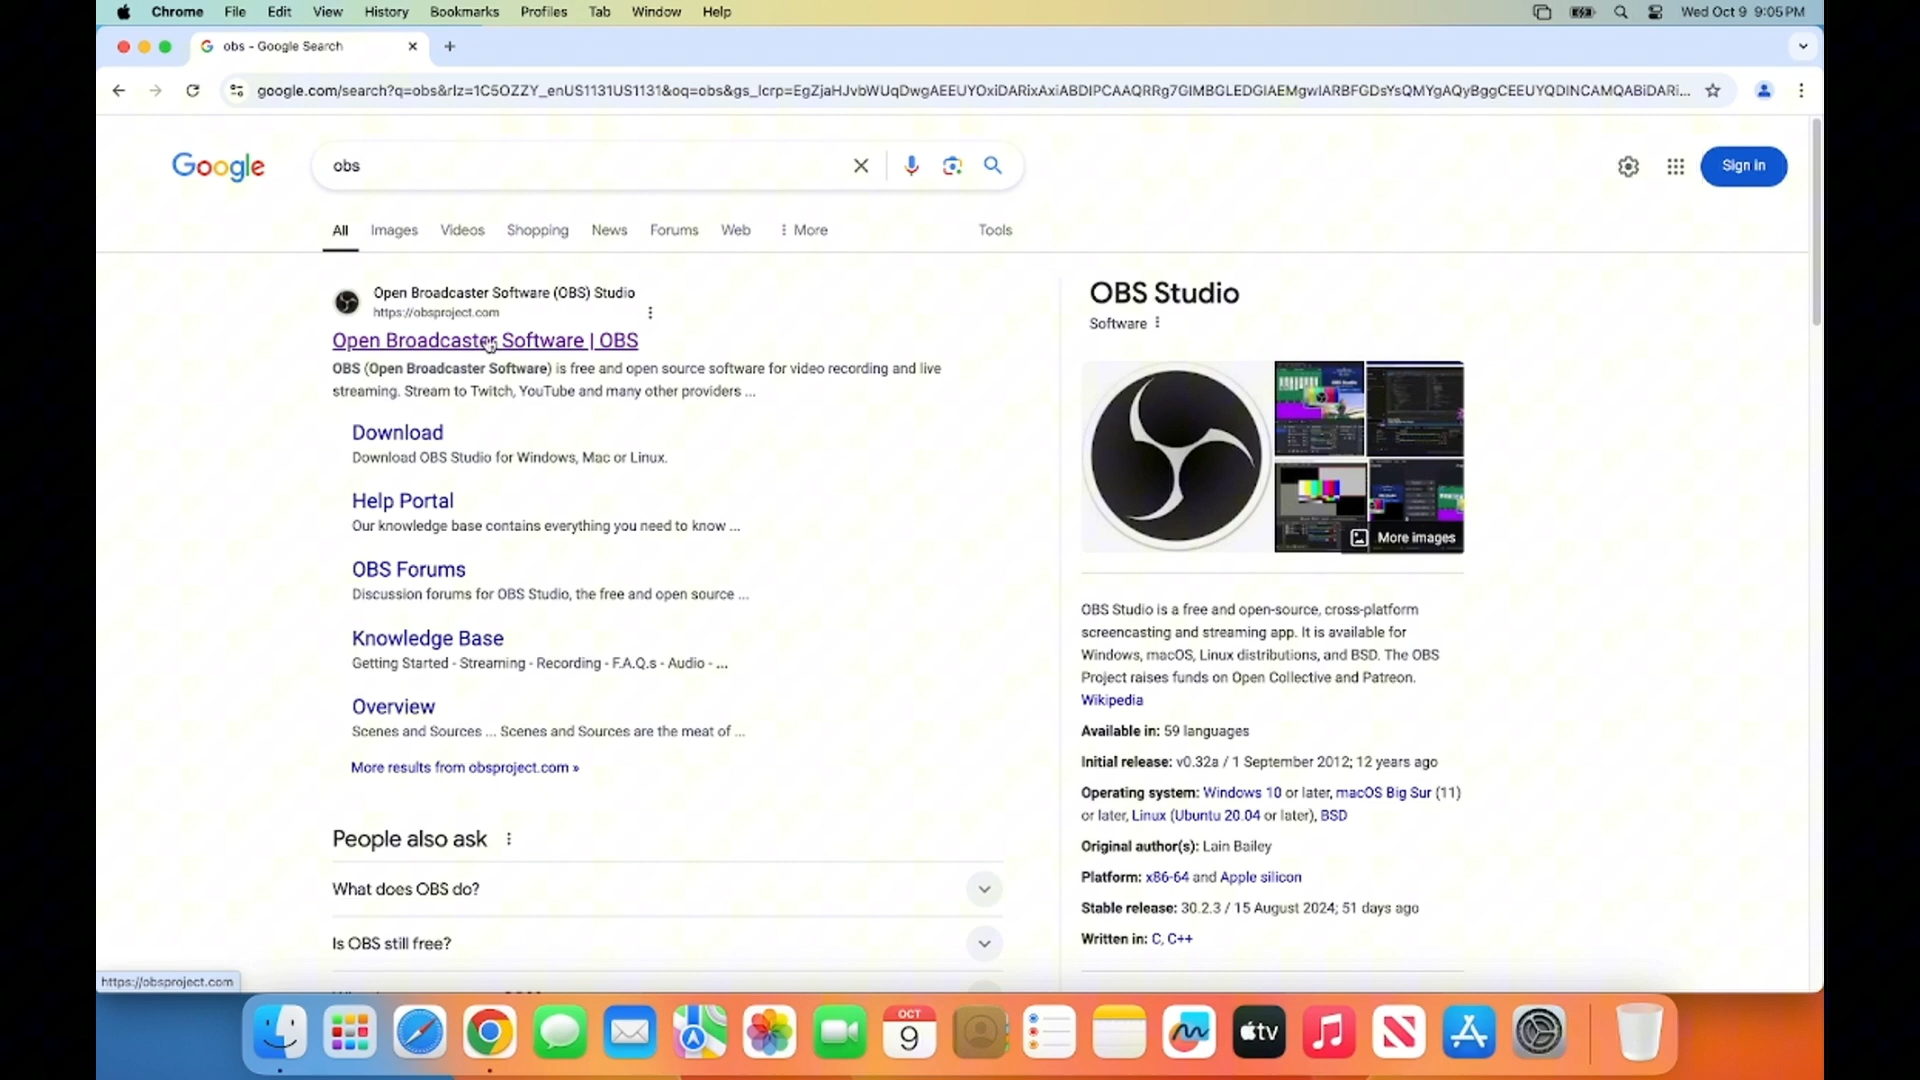 Chrome File Edit View History Bookmarks Profiles Tab Window Help Wed Oct 9 9:05 PM
obs - Google Search
google.com/search?q=obs&rlz=1C5OZZY_enUS1131US1131&oq=obs&gs_lcrp=
Google obs Sign in
All Images Videos Shopping News Forums Web More Tools
Open Broadcaster Software (OBS) Studio
https://obsproject.com
Open Broadcaster Software | OBS
OBS (Open Broadcaster Software) is free and open source software for video recording and live
streaming. Stream to Twitch, YouTube and many other providers ...
Download
Download OBS Studio for Windows, Mac or Linux.
Help Portal
Our knowledge base contains everything you need to know ...
OBS Forums
Discussion forums for OBS Studio, the free and open source ...
Knowledge Base
Getting Started - Streaming - Recording - F.A.Q.s - Audio - ...
Overview
Scenes and Sources ... Scenes and Sources are the meat of ...
More results from obsproject.com »
People also ask
What does OBS do?
Is OBS still free?
OBS Studio
Software
More images
OBS Studio is a free and open-source, cross-platform
screencasting and streaming app. It is available for
Windows, macOS, Linux distributions, and BSD. The OBS
Project raises funds on Open Collective and Patreon.
Wikipedia
Available in: 59 languages
Initial release: v0.32a / 1 September 2012; 12 years ago
Operating system: Windows 10 or later, macOS Big Sur (11)
or later, Linux (Ubuntu 20.04 or later), BSD
Original author(s): Lain Bailey
Platform: x86-64 and Apple silicon
Stable release: 30.2.3 / 15 August 2024; 51 days ago
Written in: C, C++
https://obsproject.com
OCT
9
tv